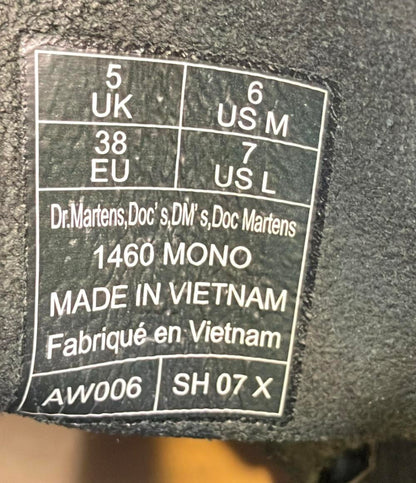 5 UK
6 US M
38 EU
7 US L
Dr.Martens,Doc's,DM's,Doc Martens
1460 MONO
MADE IN VIETNAM
Fabriqué en Vietnam
AW006
SH 07 X